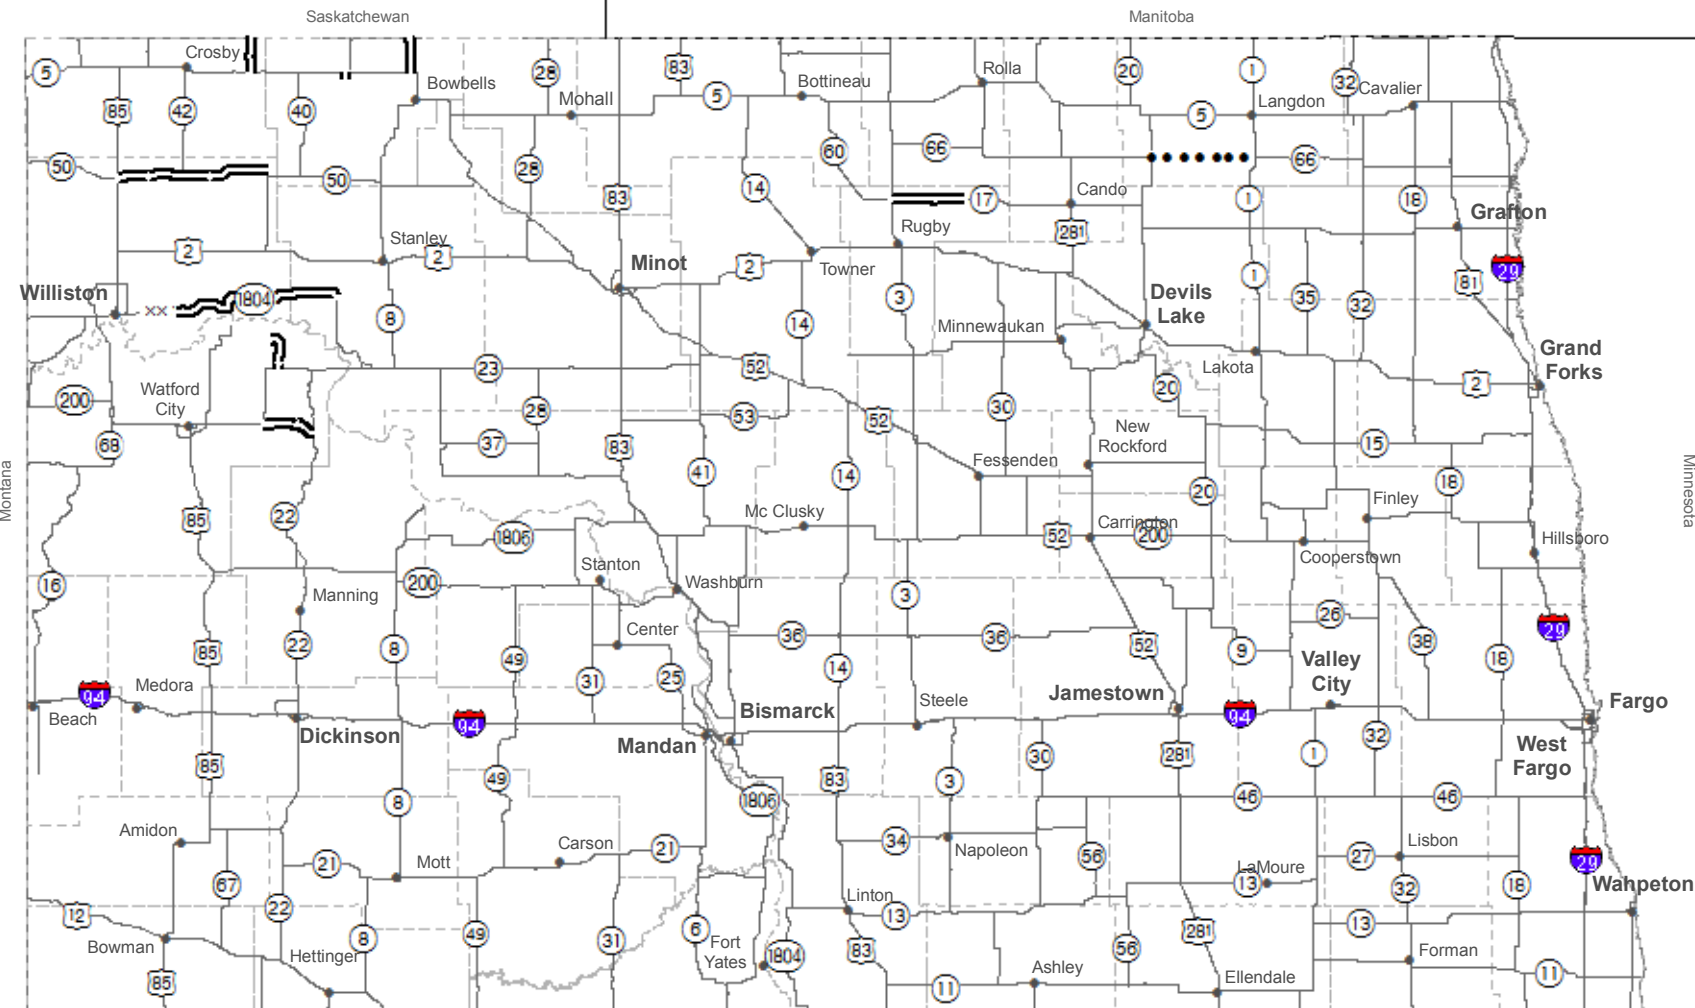 Saskatchewan
Manitoba
Crosby
5
85
42
40
Bowbells
28
Mohall
83
5
Bottineau
Rolla
20
1
32
Cavalier
Langdon
5
50
50
28
83
14
60
66
66
17
Cando
281
1
18
Grafton
Rugby
2
Stanley
2
Minot
2
Towner
29
81
1
Williston
xx
1804
8
14
3
Devils
Lake
35
32
Minnewaukan
Grand
Forks
Lakota
23
52
20
2
200
Watford
City
28
53
52
30
New
Rockford
15
68
37
83
41
14
Fessenden
20
18
Finley
Montana
Minnesota
85
22
1806
Mc Clusky
52
Carrington
200
Cooperstown
Hillsboro
Stanton
16
200
Washburn
3
Manning
26
Center
36
36
52
38
29
85
22
8
49
31
25
14
9
Valley
City
18
94
Medora
Beach
Dickinson
94
Mandan
Bismarck
Steele
Jamestown
94
Fargo
32
West
Fargo
85
49
83
3
30
281
1
8
1806
46
46
Amidon
Carson
21
34
Napoleon
56
27
Lisbon
29
21
Mott
LaMoure
13
67
32
18
Wahpeton
12
22
Linton
13
13
Bowman
8
49
31
6
Fort
Yates
1804
83
56
281
Forman
Hettinger
85
11
Ashley
Ellendale
11